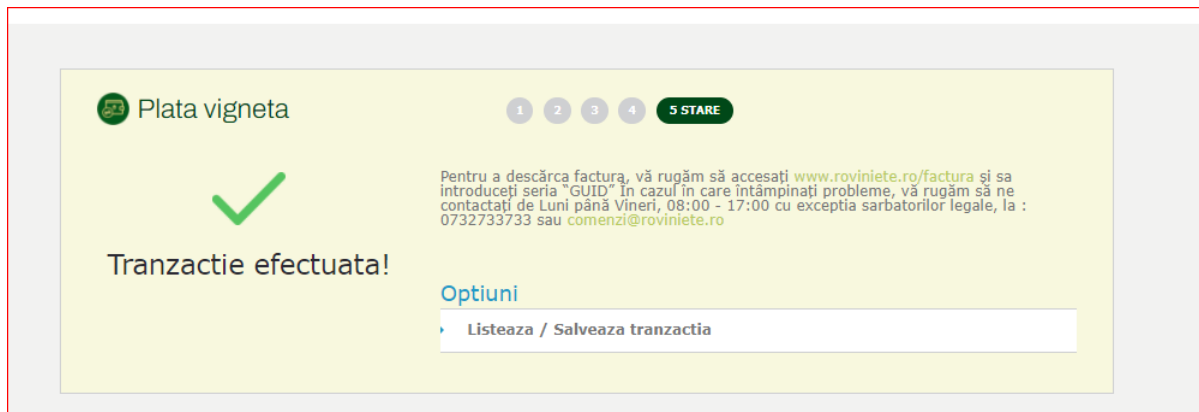 Plata vigneta
1 2 3 4 5 STARE
Pentru a descărca factura, vă rugăm să accesați www.roviniete.ro/factura și sa
introduceți seria “GUID” În cazul în care întâmpinați probleme, vă rugăm să ne
contactați de Luni până Vineri, 08:00 - 17:00 cu exceptia sarbatorilor legale, la :
0732733733 sau comenzi@roviniete.ro
Tranzactie efectuata!
Optiuni
Listeaza / Salveaza tranzactia